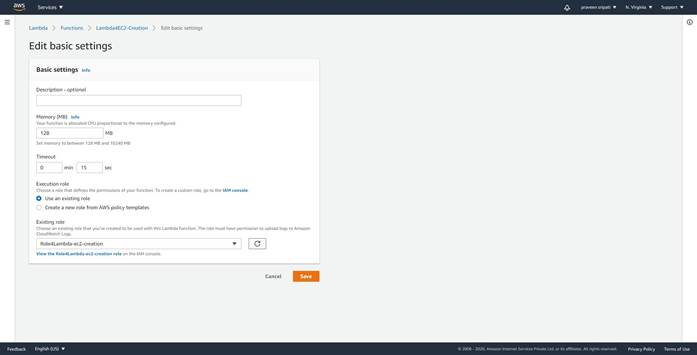 aws
Services
praveen sripati
N. Virginia
Support
Lambda
Functions
Lambda4EC2-Creation
Edit basic settings
Edit basic settings
Basic settings Info
Description - optional
Memory (MB) Info
Your function is allocated CPU proportional to the memory configured.
128 MB
Set memory to between 128 MB and 10240 MB
Timeout
0 min 15 sec
Execution role
Choose a role that defines the permissions of your function. To create a custom role, go to the IAM console.
Use an existing role
Create a new role from AWS policy templates
Existing role
Choose an existing role that you've created to be used with this Lambda function. The role must have permission to upload logs to Amazon
CloudWatch Logs.
Role4Lambda-ec2-creation
View the Role4Lambda-ec2-creation role on the IAM console.
Cancel
Save
Feedback
English (US)
© 2008 - 2020, Amazon Internet Services Private Ltd. or its affiliates. All rights reserved.
Privacy Policy
Terms of Use